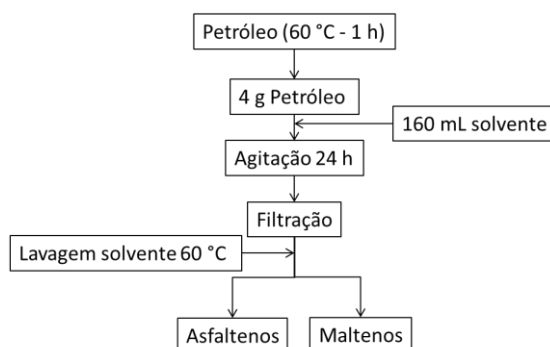 Petróleo (60 °C - 1 h)
4 g Petróleo
160 mL solvente
Agitação 24 h
Filtração
Lavagem solvente 60 °C
Asfaltenos
Maltenos